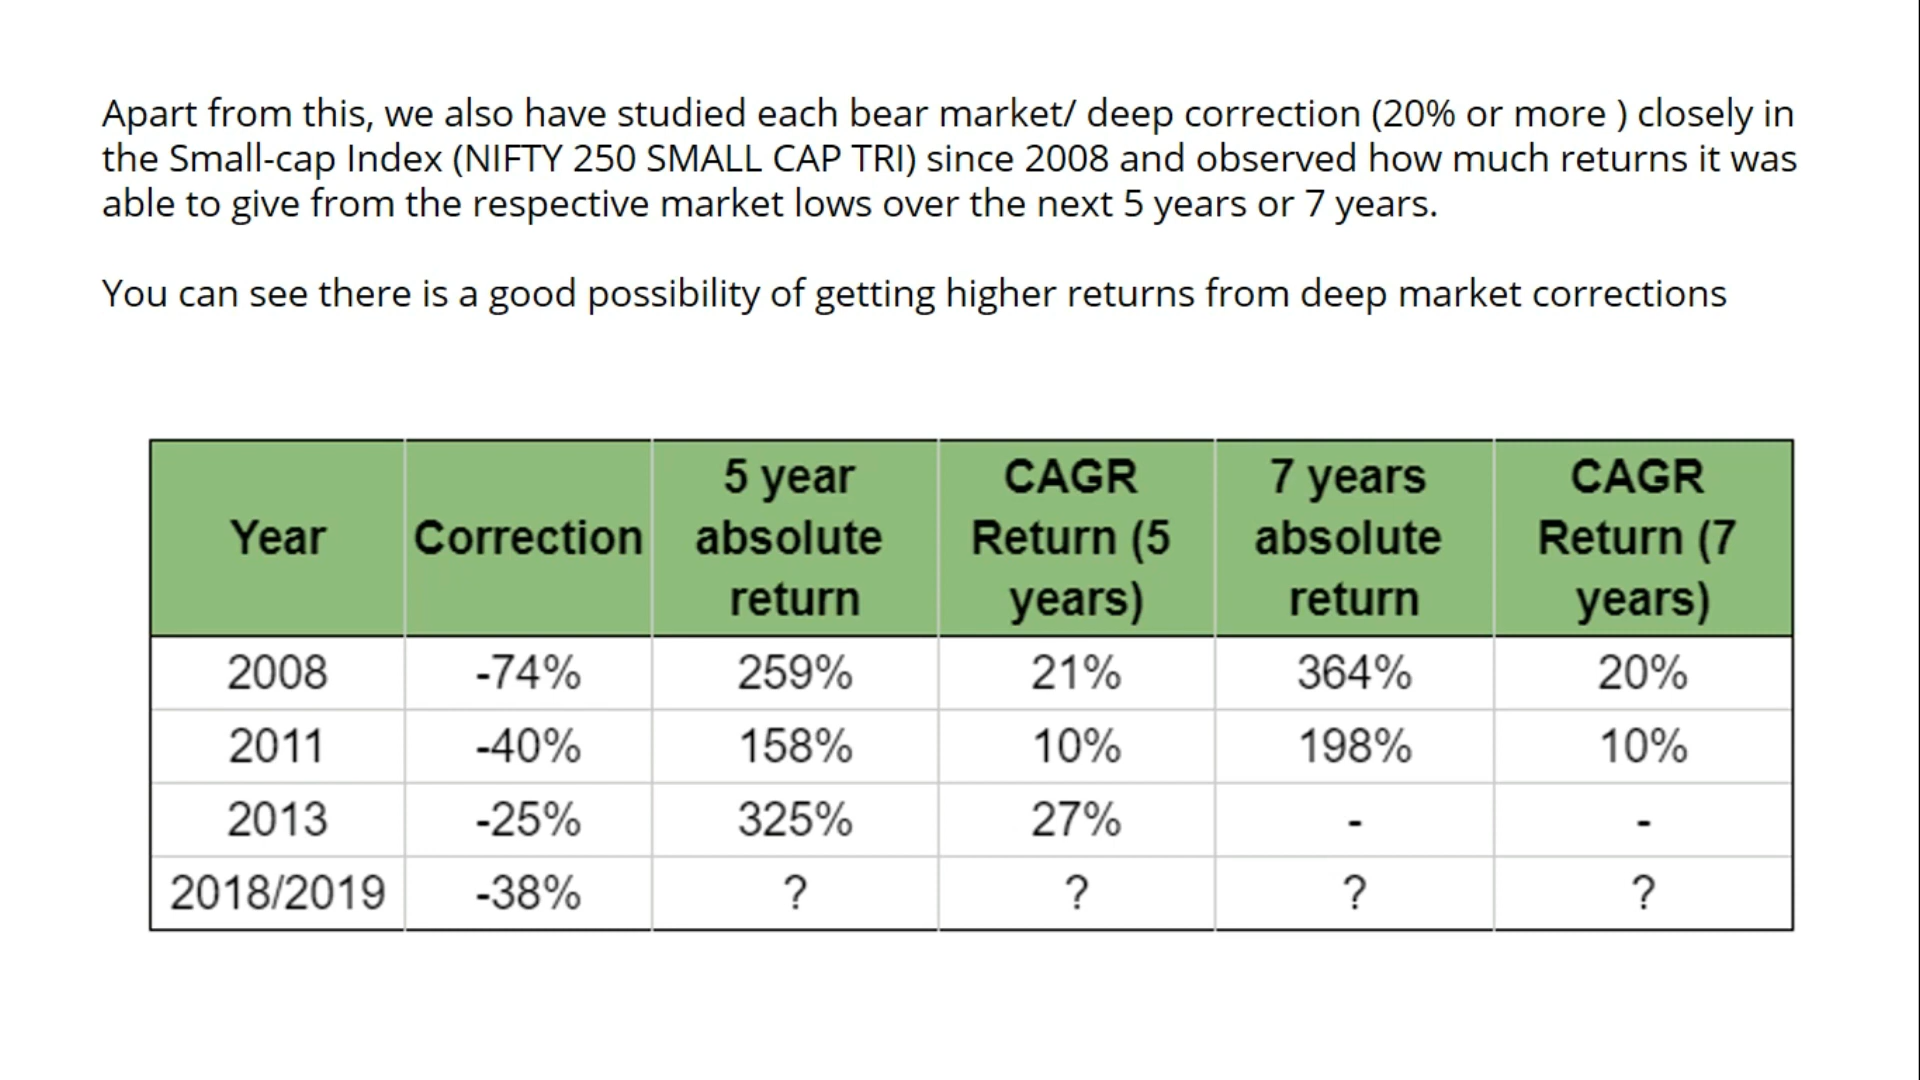 Apart from this, we also have studied each bear market/ deep correction (20% or more ) closely in
the Small-cap Index (NIFTY 250 SMALL CAP TRI) since 2008 and observed how much returns it was
able to give from the respective market lows over the next 5 years or 7 years.
You can see there is a good possibility of getting higher returns from deep market corrections
Year Correction 5 year absolute return CAGR Return (5 years) 7 years absolute return CAGR Return (7 years)
2008 -74% 259% 21% 364% 20%
2011 -40% 158% 10% 198% 10%
2013 -25% 325% 27% - -
2018/2019 -38% ? ? ? ?